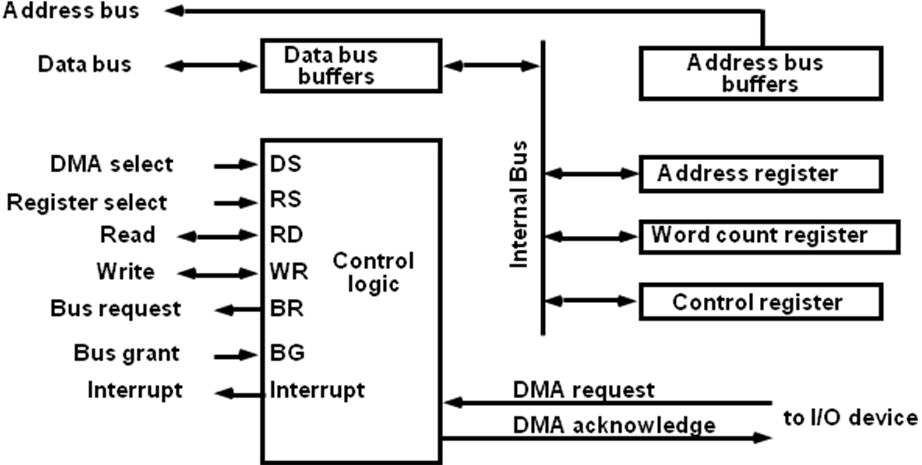 Address bus
Data bus
Data bus
buffers
Address bus
buffers
DMA select
DS
Register select
RS
Read
RD
Write
WR
Bus request
BR
Bus grant
BG
Interrupt
Interrupt
Control
logic
Internal Bus
Address register
Word count register
Control register
DMA request
DMA acknowledge
to I/O device